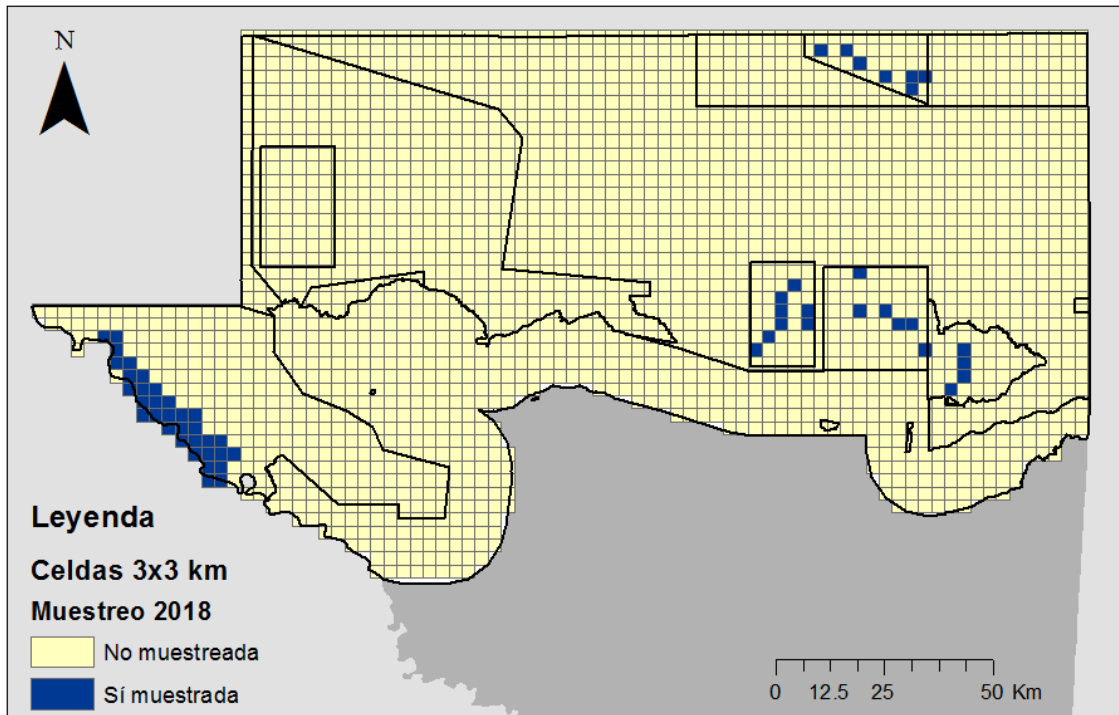 N
Leyenda
Celdas 3x3 km
Muestreo 2018
No muestreada
Sí muestrada
0 12.5 25 50 Km